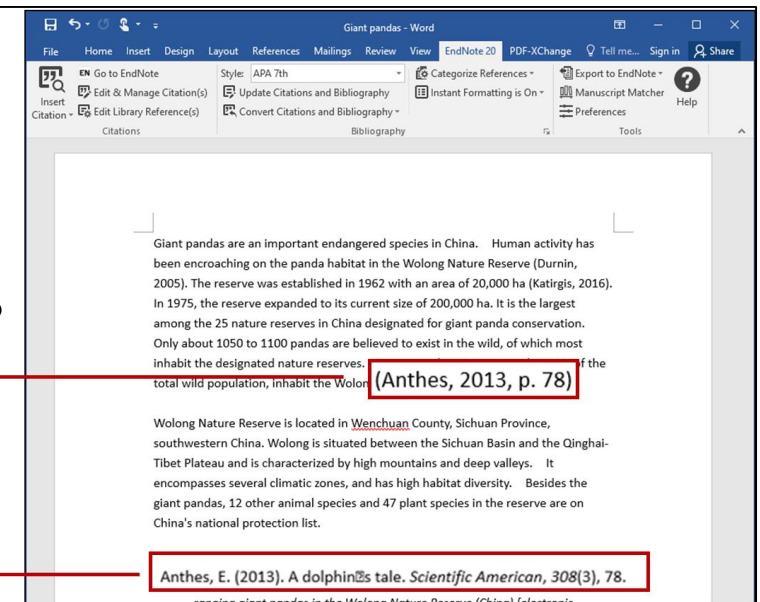 Giant pandas - Word
File Home Insert Design Layout References Mailings Review View EndNote 20 PDF-XChange Tell me... Sign in Share
Insert Citation
EN Go to EndNote
Edit & Manage Citation(s)
Edit Library Reference(s)
Citations
Style: APA 7th
Update Citations and Bibliography
Convert Citations and Bibliography
Categorize References
Instant Formatting is On
Bibliography
Export to EndNote
Manuscript Matcher
Preferences
Help
Tools
Giant pandas are an important endangered species in China. Human activity has
been encroaching on the panda habitat in the Wolong Nature Reserve (Durnin,
2005). The reserve was established in 1962 with an area of 20,000 ha (Katirgis, 2016).
In 1975, the reserve expanded to its current size of 200,000 ha. It is the largest
among the 25 nature reserves in China designated for giant panda conservation.
Only about 1050 to 1100 pandas are believed to exist in the wild, of which most
inhabit the designated nature reserves. of the
total wild population, inhabit the Wolon (Anthes, 2013, p. 78)
Wolong Nature Reserve is located in Wenchuan County, Sichuan Province,
southwestern China. Wolong is situated between the Sichuan Basin and the Qinghai-
Tibet Plateau and is characterized by high mountains and deep valleys. It
encompasses several climatic zones, and has high habitat diversity. Besides the
giant pandas, 12 other animal species and 47 plant species in the reserve are on
China's national protection list.
Anthes, E. (2013). A dolphin�s tale. Scientific American, 308(3), 78.
ranging giant pandas in the Wolong Nature Reserve (China) [electronic